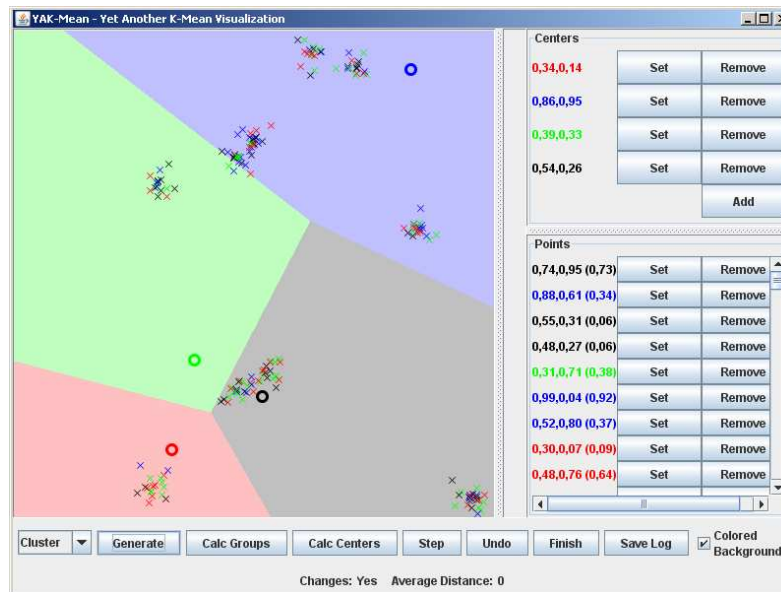 YAK-Mean - Yet Another K-Mean Visualization
Centers
0,34,0,14 Set Remove
0,86,0,95 Set Remove
0,39,0,33 Set Remove
0,54,0,26 Set Remove
Add
Points
0,74,0,95 (0,73) Set Remove
0,88,0,61 (0,34) Set Remove
0,55,0,31 (0,06) Set Remove
0,48,0,27 (0,06) Set Remove
0,31,0,71 (0,38) Set Remove
0,99,0,04 (0,92) Set Remove
0,52,0,80 (0,37) Set Remove
0,30,0,07 (0,09) Set Remove
0,48,0,76 (0,64) Set Remove
Cluster Generate Calc Groups Calc Centers Step Undo Finish Save Log Colored Background
Changes: Yes Average Distance: 0